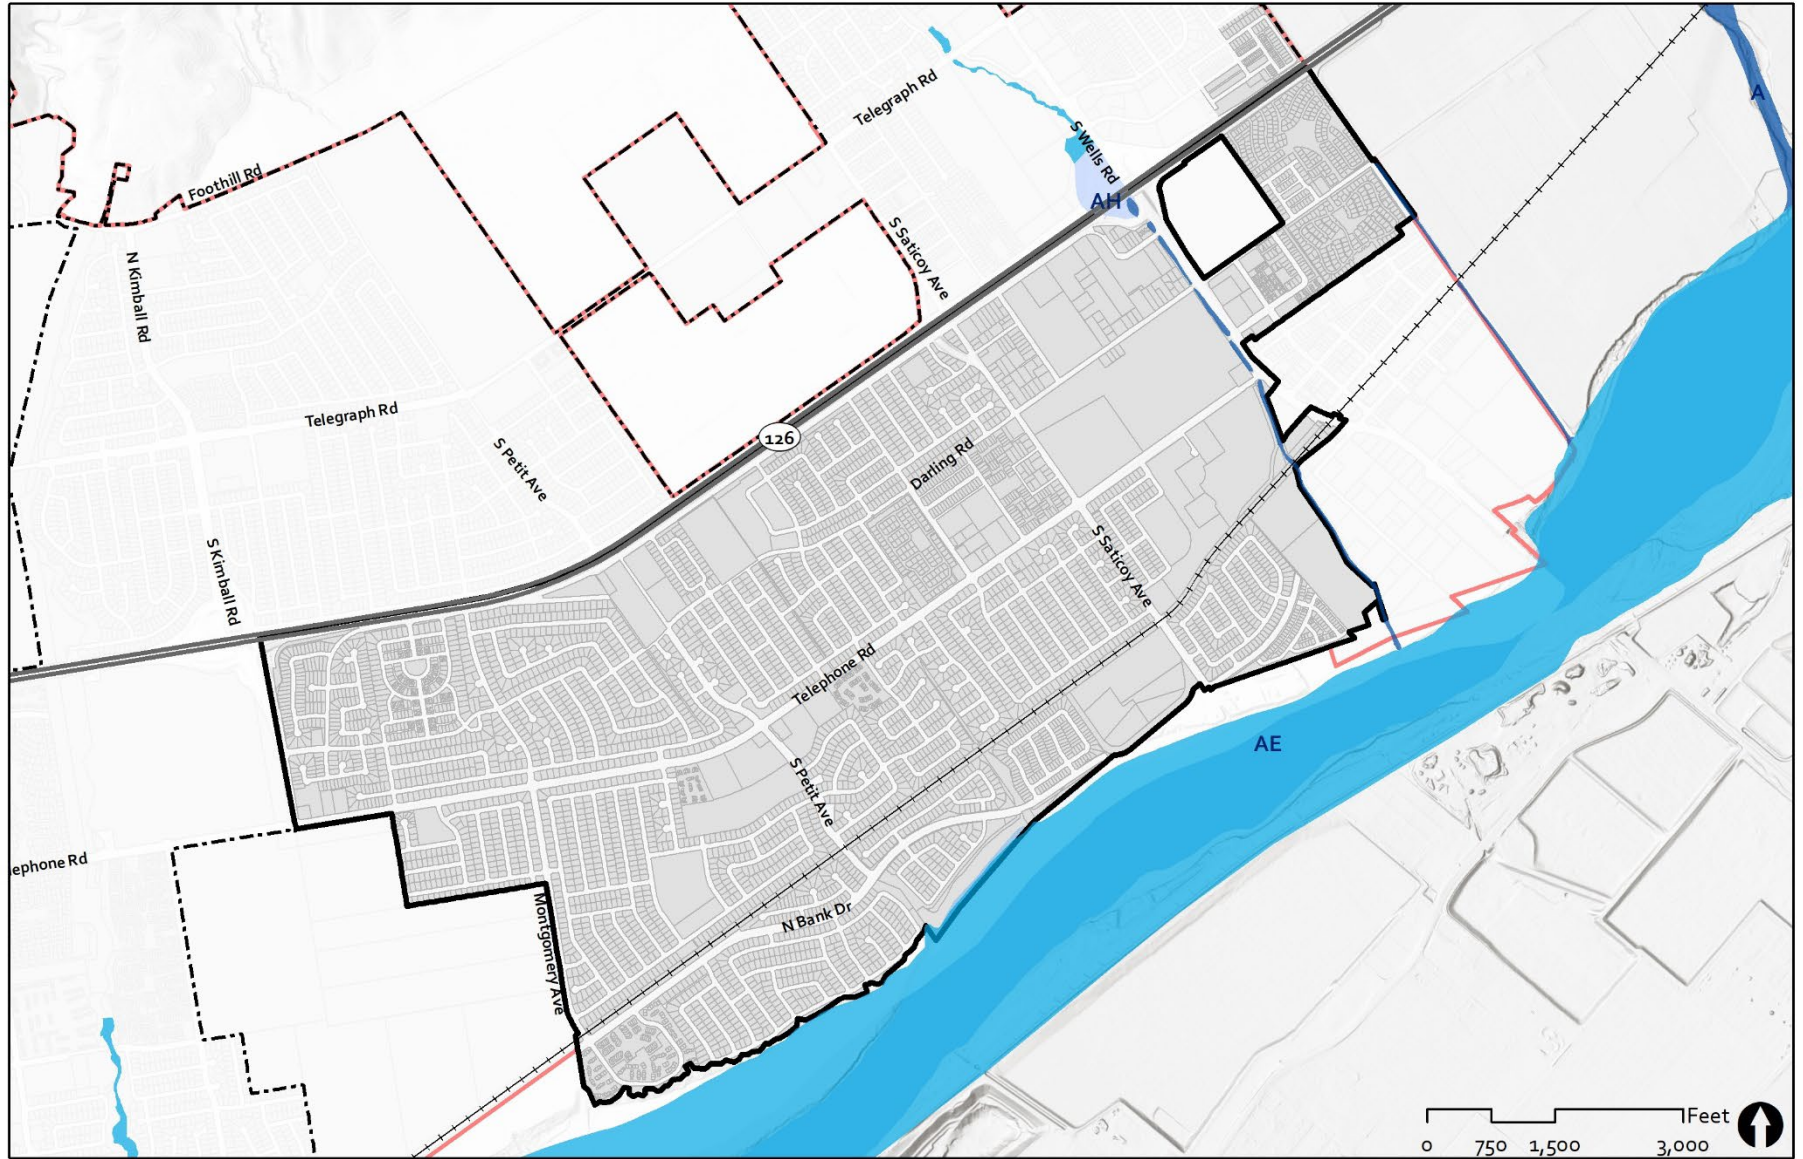 Telegraph Rd
A
S Wells Rd
Foothill Rd
AH
S Saticoy Ave
N Kimball Rd
Telegraph Rd
126
S Petit Ave
Darling Rd
S Saticoy Ave
S Kimball Rd
Telephone Rd
AE
S Petit Ave
lephone Rd
N Bank Dr
Montgomery Ave
Feet
0 750 1,500 3,000